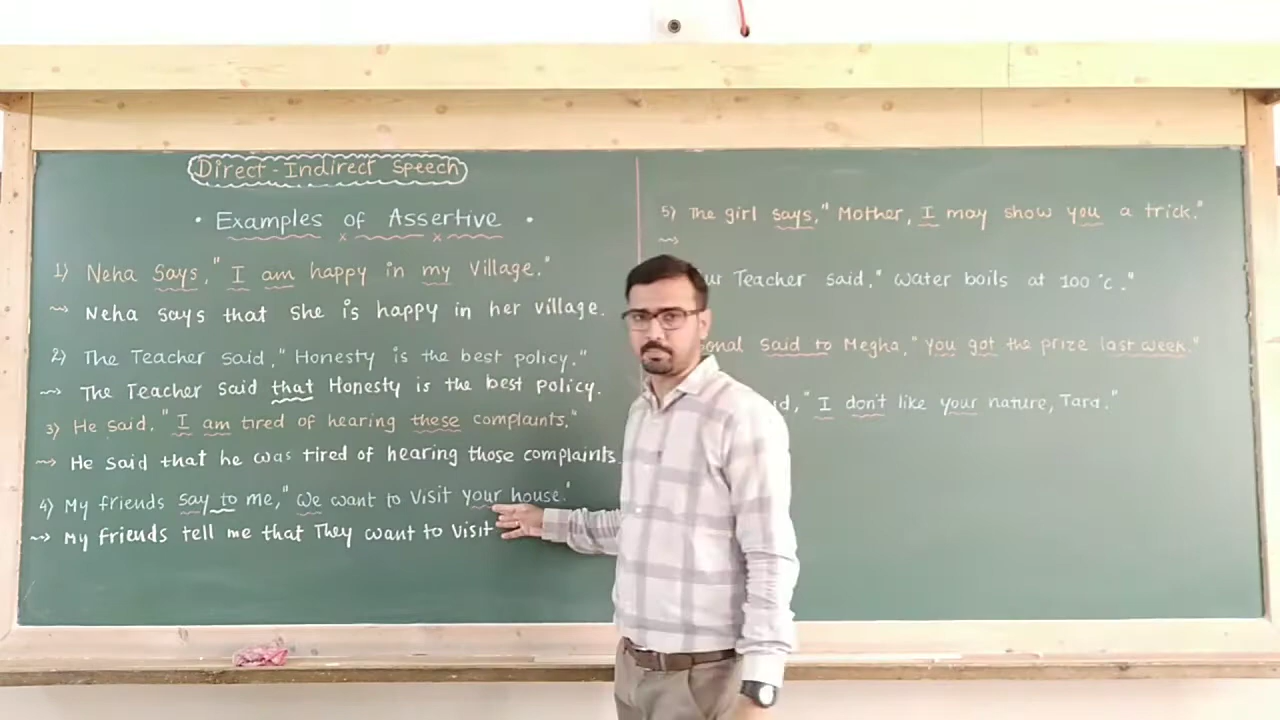 Direct-Indirect Speech
• Examples of Assertive •
1) Neha Says, "I am happy in my Village."
⇝ Neha Says that She is happy in her village.
2) The Teacher Said, "Honesty is the best policy."
⇝ The Teacher Said that Honesty is the best policy.
3) He Said, "I am tired of hearing these complaints."
⇝ He Said that he was tired of hearing those complaints.
4) My friends say to me, "We want to Visit your house."
⇝ My friends tell me that They want to Visit
5) The girl says, "Mother, I may show you a trick."
⇝
Teacher said, "Water boils at 100°c."
Said to Megha, "You got the prize last week."
"I don't like your nature, Tara."